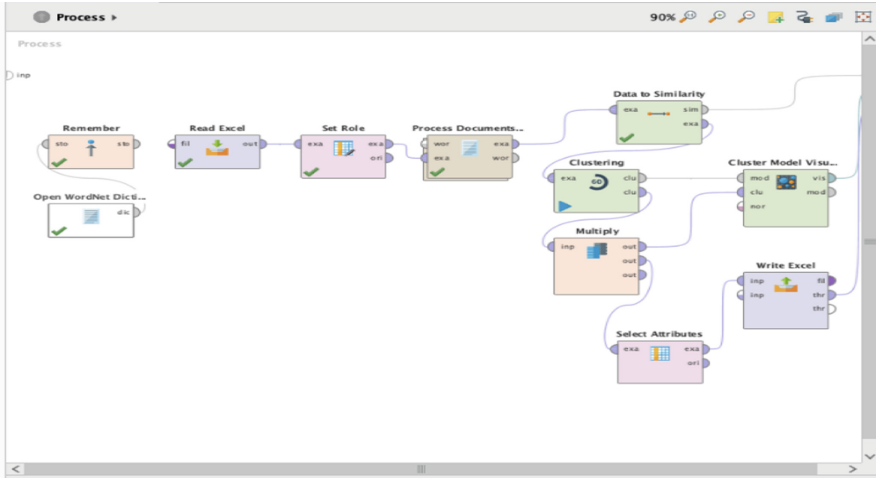 Process
90%
Process
inp
Remember
sto sto
Open WordNet Dicti...
dic
Read Excel
fil out
Set Role
exa exa
ori
Process Documents...
wor exa
exa wor
Data to Similarity
exa sim
exa
Clustering
exa clu
clu
Multiply
inp out
out
out
Cluster Model Visu...
mod vis
clu mod
nor
Select Attributes
exa exa
ori
Write Excel
inp fil
inp thr
thr